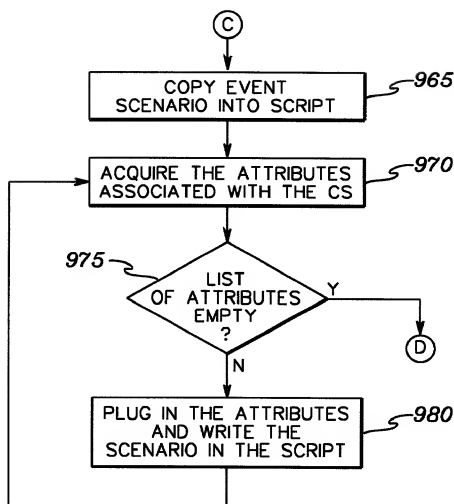 C
COPY EVENT
SCENARIO INTO SCRIPT
965
ACQUIRE THE ATTRIBUTES
ASSOCIATED WITH THE CS
970
975
LIST
OF ATTRIBUTES
EMPTY
?
Y
D
N
PLUG IN THE ATTRIBUTES
AND WRITE THE
SCENARIO IN THE SCRIPT
980